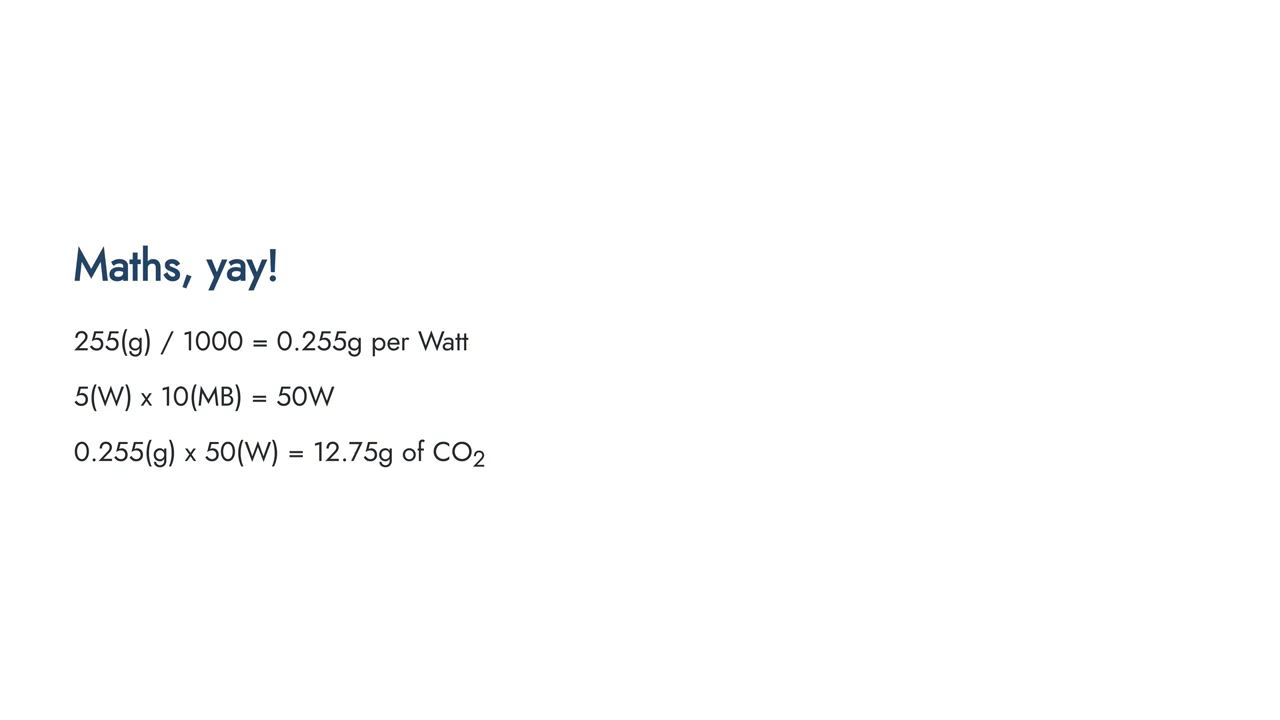 Maths, yay!
255(g) / 1000 = 0.255g per Watt
5(W) x 10(MB) = 50W
0.255(g) x 50(W) = 12.75g of CO₂